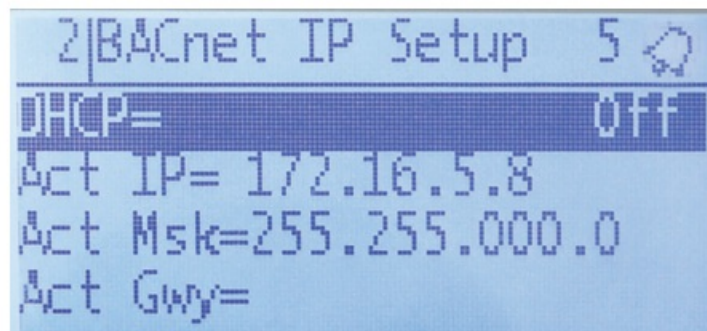 2|BACnet IP Setup 5
DHCP= Off
Act IP= 172.16.5.8
Act Msk=255.255.000.0
Act Gwy=